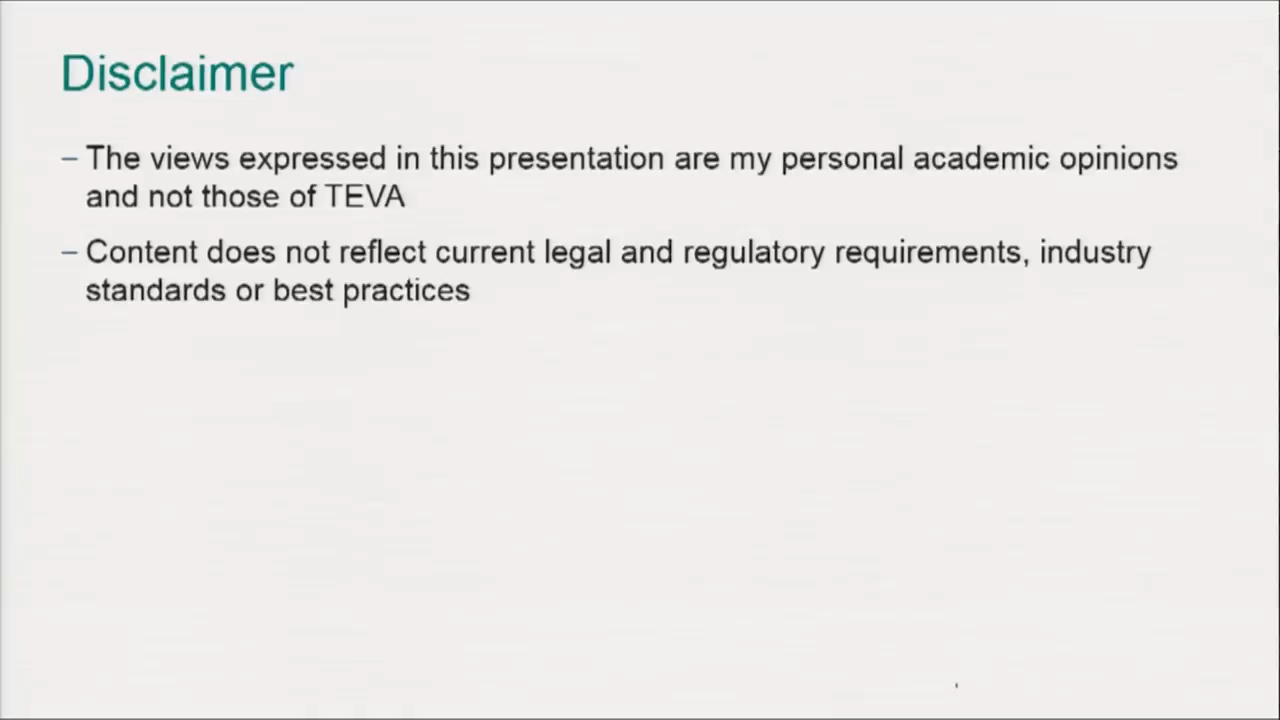 Disclaimer
– The views expressed in this presentation are my personal academic opinions
and not those of TEVA
– Content does not reflect current legal and regulatory requirements, industry
standards or best practices